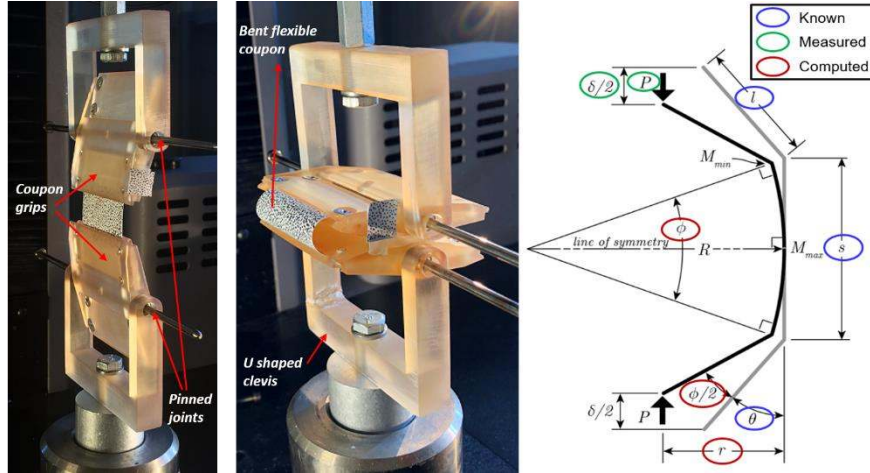 Coupon
grips
Pinned
joints
Bent flexible
coupon
U shaped
clevis
Known
Measured
Computed
δ/2
P
l
M_min
ϕ
line of symmetry
R
M_max
s
ϕ/2
δ/2
P
θ
r